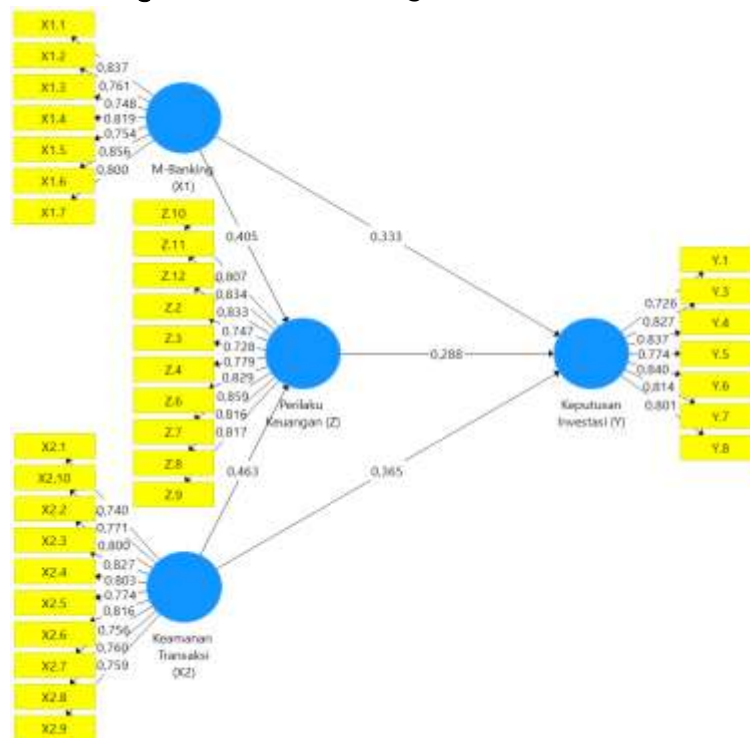 X1.1
X1.2
X1.3
X1.4
X1.5
X1.6
X1.7
0,837
0,761
0,748
0,819
0,754
0,856
0,800
M-Banking
(X1)
0,405
0,333
Z.10
Z.11
Z.12
Z.2
Z.3
Z.4
Z.6
Z.7
Z.8
Z.9
0,807
0,834
0,833
0,747
0,728
0,779
0,829
0,859
0,816
0,817
Perilaku
Keuangan (Z)
0,288
Y.1
Y.3
Y.4
Y.5
Y.6
Y.7
Y.8
0,726
0,827
0,837
0,774
0,840
0,814
0,801
Keputusan
Investasi (Y)
0,463
0,365
X2.1
X2.10
X2.2
X2.3
X2.4
X2.5
X2.6
X2.7
X2.8
X2.9
0,740
0,771
0,800
0,827
0,803
0,774
0,816
0,756
0,760
0,759
Keamanan
Transaksi
(X2)